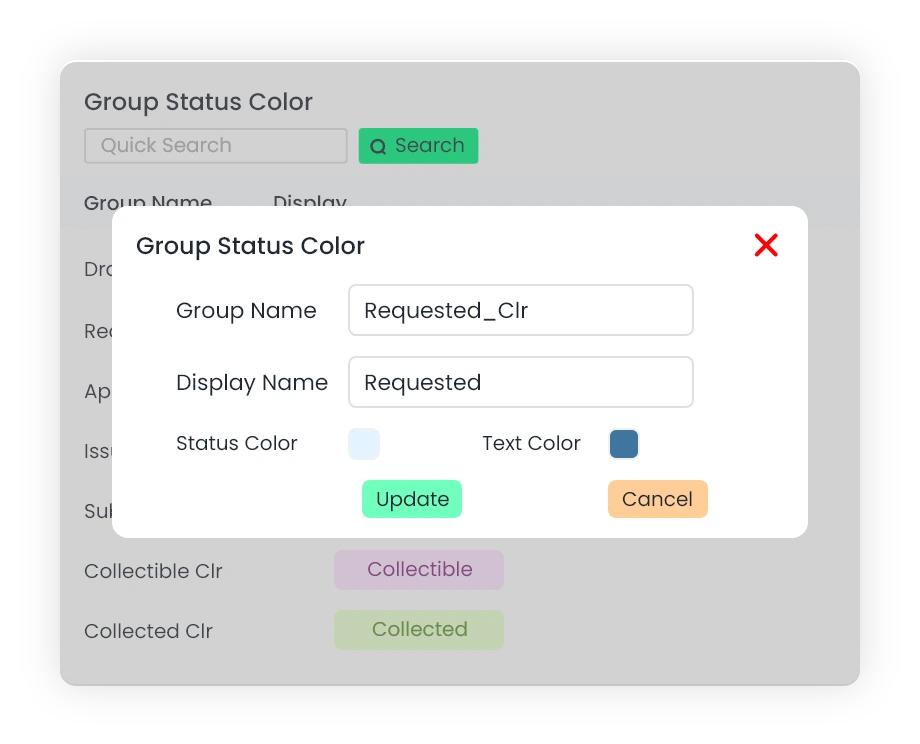 Group Status Color
Quick Search
Search
Group Name Display
Group Status Color
Group Name Requested_Clr
Display Name Requested
Status Color Text Color
Update Cancel
Collectible Clr Collectible
Collected Clr Collected